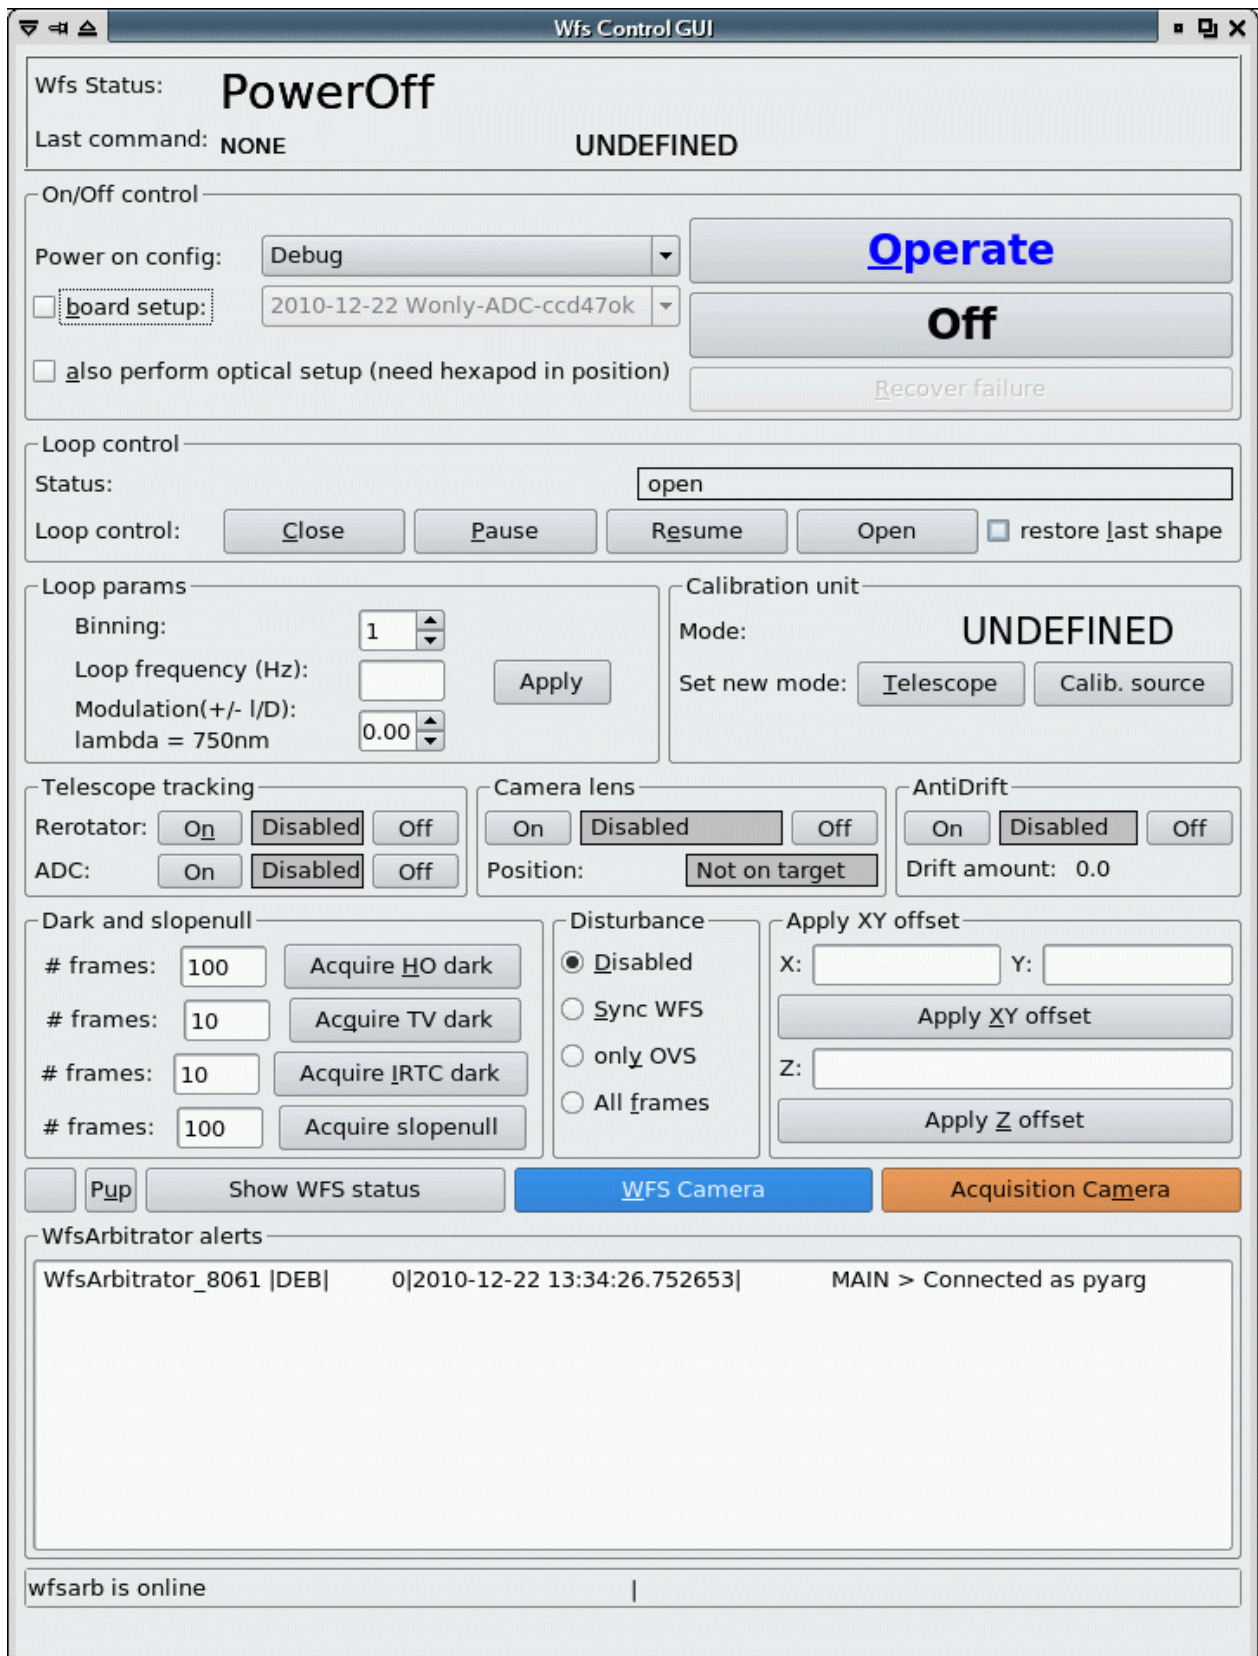 Wfs Control GUI
Wfs Status: PowerOff
Last command: NONE UNDEFINED
On/Off control
Power on config: Debug Operate
board setup: 2010-12-22 Wonly-ADC-ccd47ok Off
also perform optical setup (need hexapod in position) Recover failure
Loop control
Status: open
Loop control: Close Pause Resume Open restore last shape
Loop params
Binning: 1
Loop frequency (Hz):
Apply
Modulation(+/- l/D):
lambda = 750nm 0.00
Calibration unit
Mode: UNDEFINED
Set new mode: Telescope Calib. source
Telescope tracking
Rerotator: On Disabled Off
ADC: On Disabled Off
Camera lens
On Disabled Off
Position: Not on target
AntiDrift
On Disabled Off
Drift amount: 0.0
Dark and slopenull
# frames: 100 Acquire HO dark
# frames: 10 Acquire TV dark
# frames: 10 Acquire IRTC dark
# frames: 100 Acquire slopenull
Disturbance
Disabled
Sync WFS
only OVS
All frames
Apply XY offset
X: Y:
Apply XY offset
Z:
Apply Z offset
Pup Show WFS status WFS Camera Acquisition Camera
WfsArbitrator alerts
WfsArbitrator_8061 |DEB| 0|2010-12-22 13:34:26.752653| MAIN > Connected as pyarg
wfsarb is online |